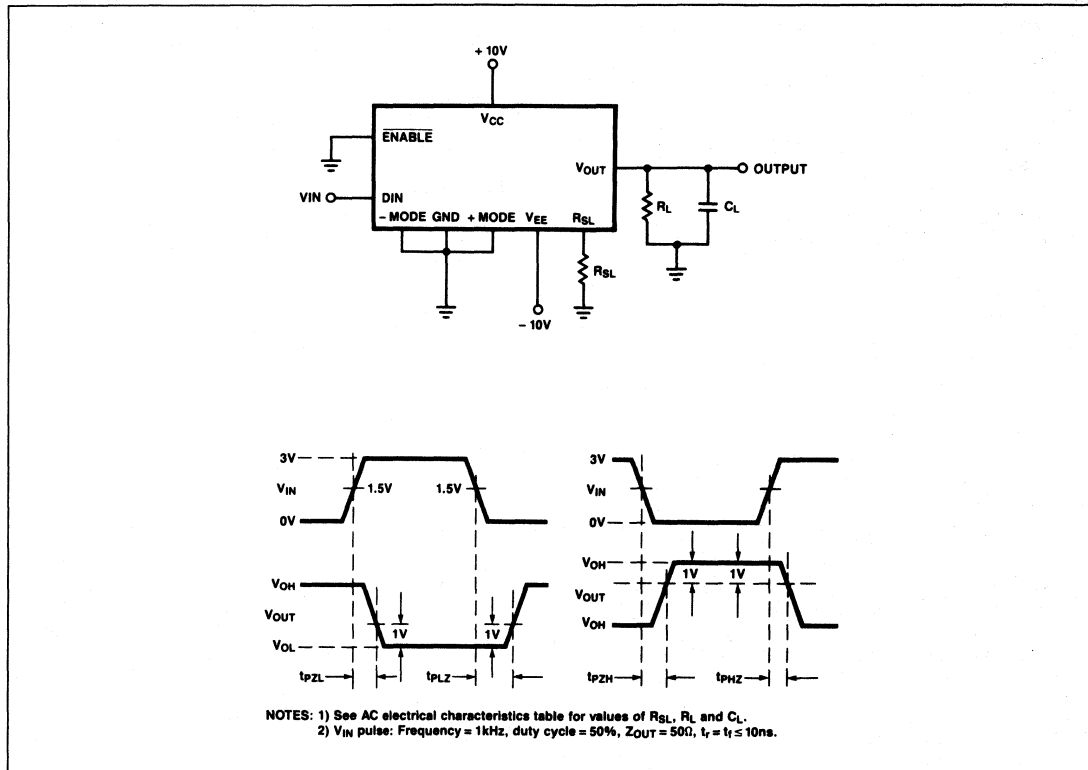 + 10V
VCC
ENABLE
VOUT
OUTPUT
VIN
DIN
RL
CL
– MODE GND + MODE VEE RSL
RSL
– 10V
3V
VIN
1.5V
1.5V
0V
VOH
VOUT
1V
1V
VOL
tPZL
tPLZ
3V
VIN
0V
VOH
1V
1V
VOUT
VOH
tPZH
tPHZ
NOTES: 1) See AC electrical characteristics table for values of RSL, RL and CL.
2) VIN pulse: Frequency = 1kHz, duty cycle = 50%, ZOUT = 50Ω, tr = tf ≤ 10ns.